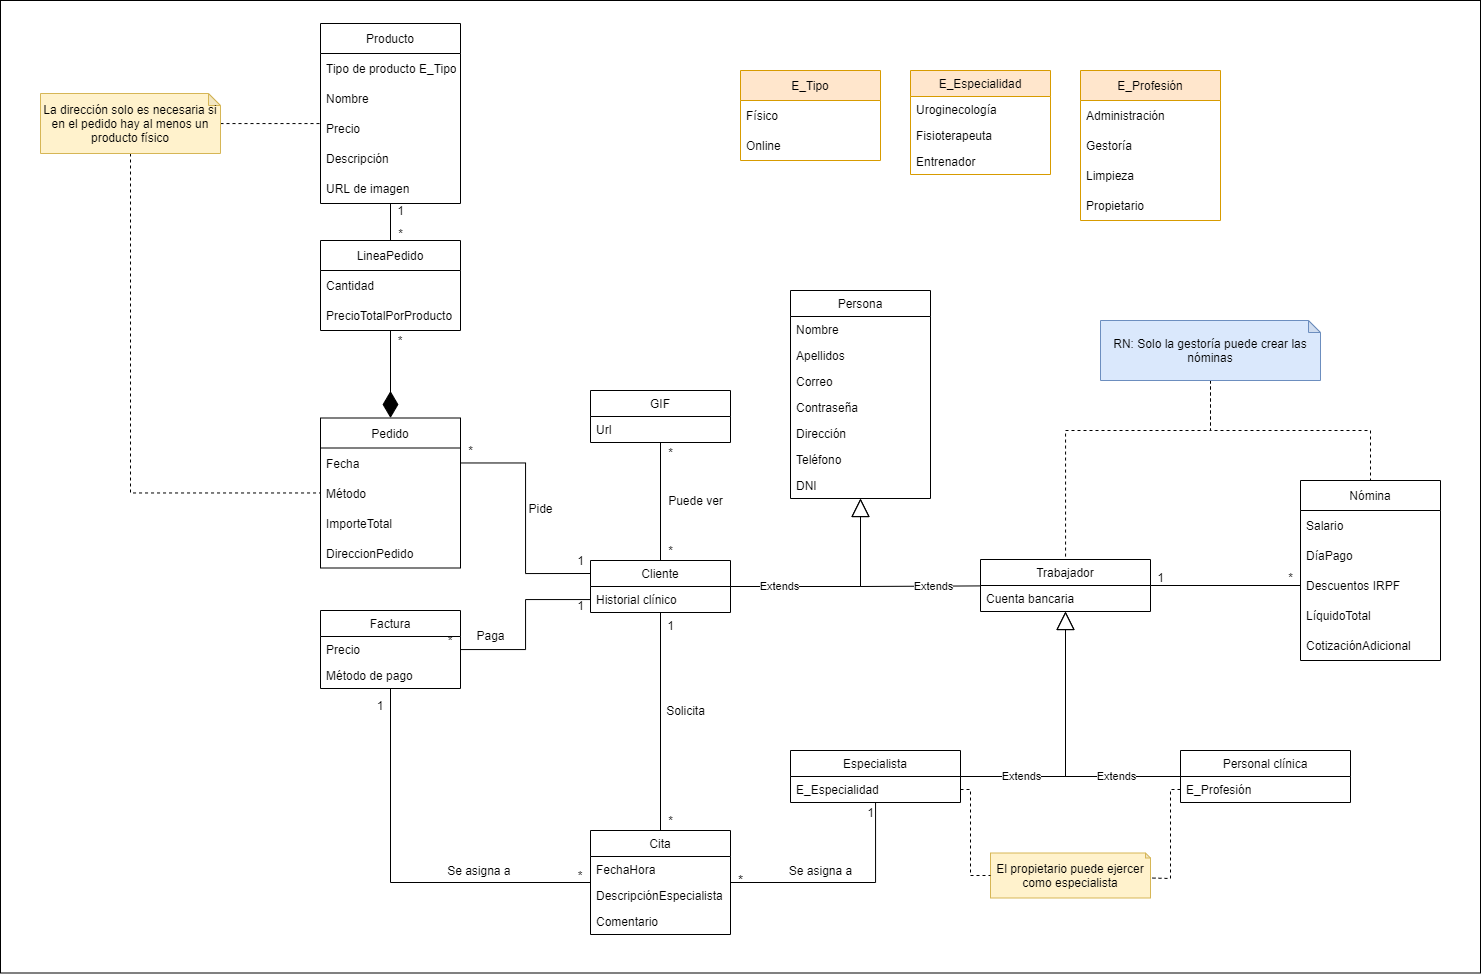 Producto
Tipo de producto E_Tipo
Nombre
Precio
Descripción
URL de imagen
La dirección solo es necesaria si
en el pedido hay al menos un
producto físico
E_Tipo
Físico
Online
E_Especialidad
Uroginecología
Fisioterapeuta
Entrenador
E_Profesión
Administración
Gestoría
Limpieza
Propietario
1
*
LineaPedido
Cantidad
PrecioTotalPorProducto
*
Pedido
Fecha
Método
ImporteTotal
DireccionPedido
*
Pide
1
GIF
Url
*
Puede ver
*
Persona
Nombre
Apellidos
Correo
Contraseña
Dirección
Teléfono
DNI
RN: Solo la gestoría puede crear las
nóminas
Nómina
Salario
DíaPago
Descuentos IRPF
LíquidoTotal
CotizaciónAdicional
Cliente
Historial clínico
Extends
Extends
Trabajador
Cuenta bancaria
1
*
Factura
Precio
Método de pago
*
Paga
1
1
1
Solicita
*
Especialista
E_Especialidad
Extends
Extends
Personal clínica
E_Profesión
El propietario puede ejercer
como especialista
Cita
FechaHora
DescripciónEspecialista
Comentario
Se asigna a
*
*
Se asigna a
1